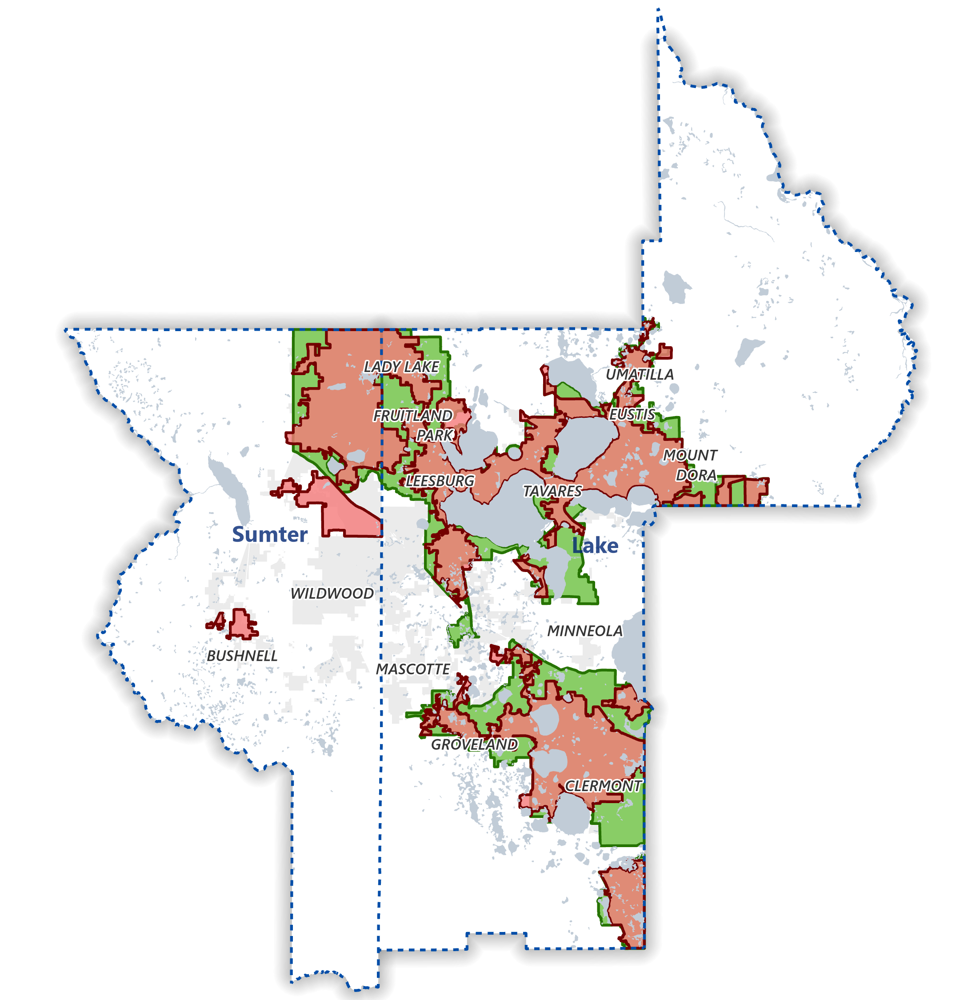 LADY LAKE
UMATILLA
FRUITLAND
PARK
EUSTIS
MOUNT
DORA
LEESBURG
TAVARES
Sumter
Lake
WILDWOOD
MINNEOLA
BUSHNELL
MASCOTTE
GROVELAND
CLERMONT